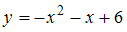 y = −x² − x + 6